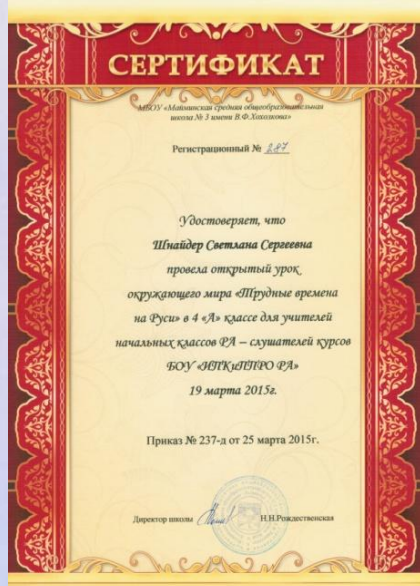 СЕРТИФИКАТ
МБОУ «Майминская средняя общеобразовательная
школа № 3 имени В.Ф.Хохолкова»
Регистрационный № 287
Удостоверяет, что
Шнайдер Светлана Сергеевна
провела открытый урок
окружающего мира «Трудные времена
на Руси» в 4 «А» классе для учителей
начальных классов РА – слушателей курсов
БОУ «ИПКиППРО РА»
19 марта 2015г.
Приказ № 237-д от 25 марта 2015г.
Директор школы Н.Н.Рождественская